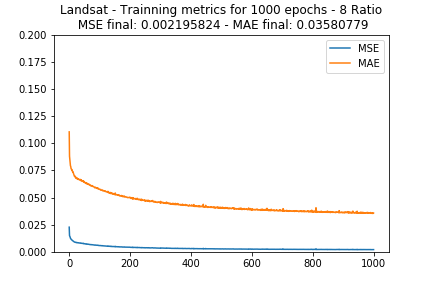 Landsat - Trainning metrics for 1000 epochs - 8 Ratio
MSE final: 0.002195824 - MAE final: 0.03580779
MSE
MAE
0.200
0.175
0.150
0.125
0.100
0.075
0.050
0.025
0.000
0 200 400 600 800 1000